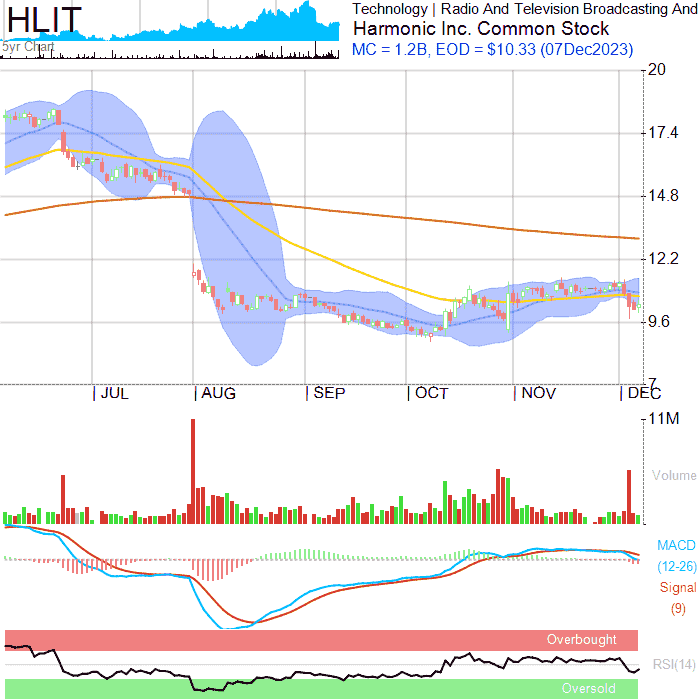 HLIT
5yr Chart
Technology | Radio And Television Broadcasting And
Harmonic Inc. Common Stock
MC = 1.2B, EOD = $10.33 (07Dec2023)
20
17.4
14.8
12.2
9.6
7
JUL AUG SEP OCT NOV DEC
11M
Volume
MACD
(12-26)
Signal
(9)
Overbought
RSI(14)
Oversold